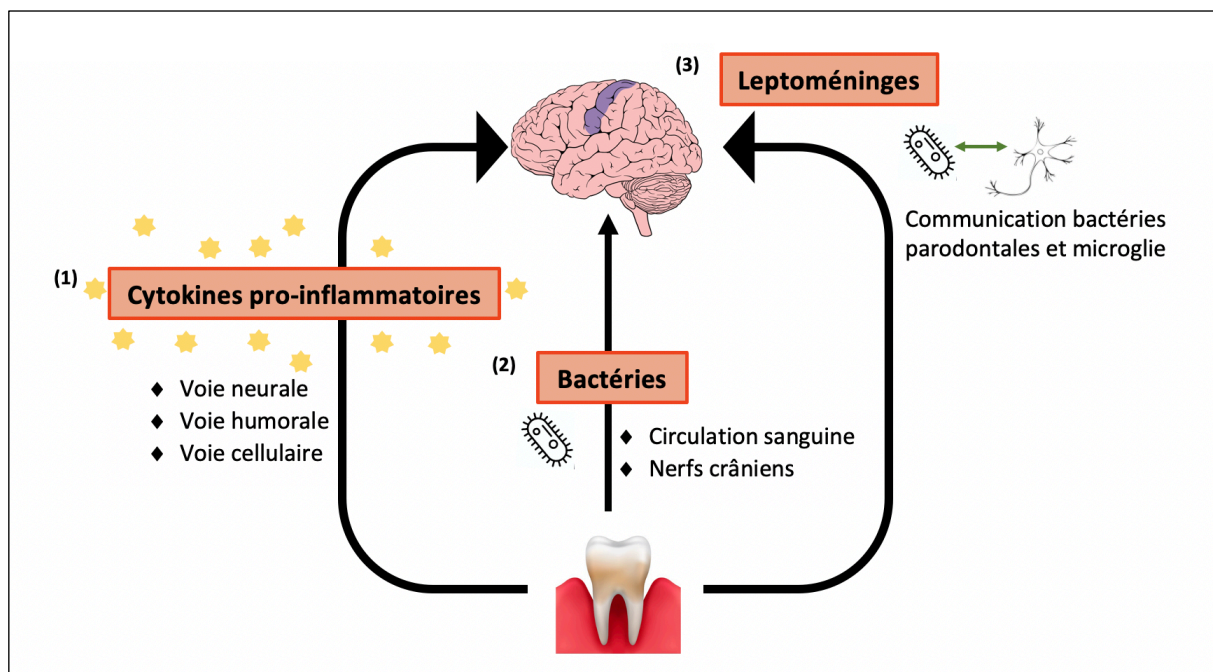 (1)
Cytokines pro-inflammatoires
♦ Voie neurale
♦ Voie humorale
♦ Voie cellulaire
(2)
Bactéries
♦ Circulation sanguine
♦ Nerfs crâniens
(3)
Leptoméninges
Communication bactéries
parodontales et microglie